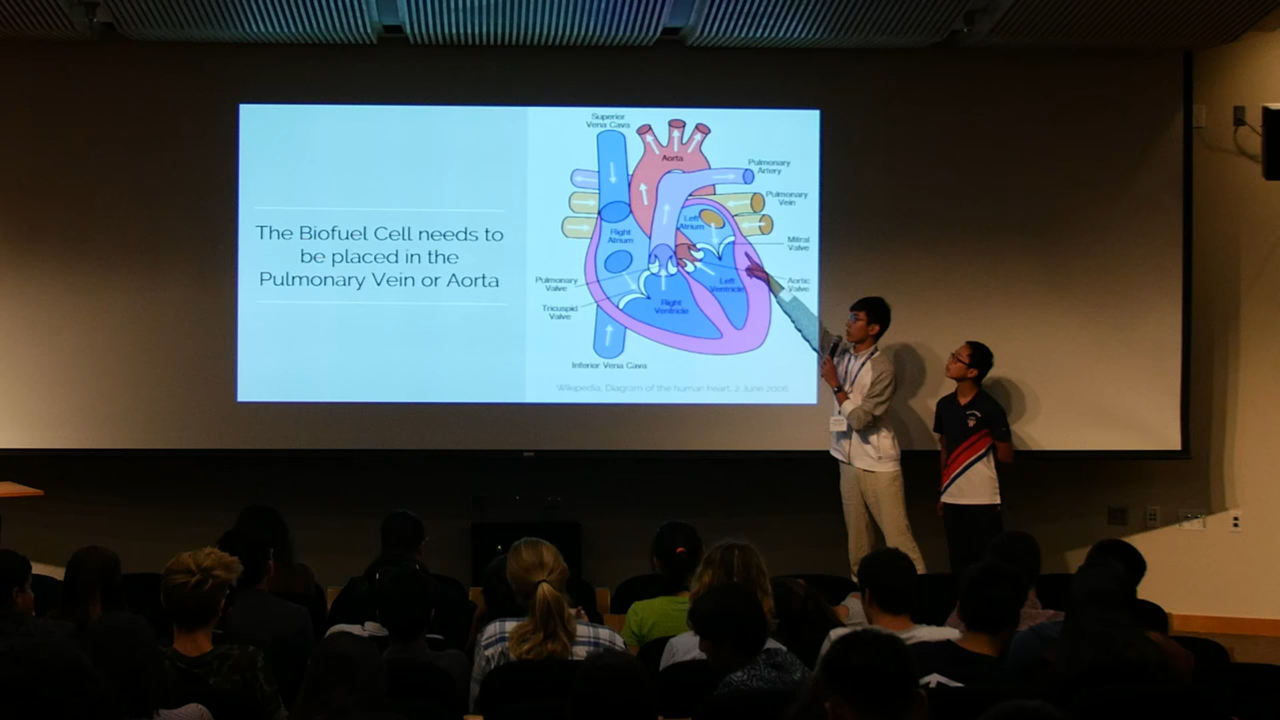 The Biofuel Cell needs to
be placed in the
Pulmonary Vein or Aorta
Superior
Vena Cava
Aorta
Pulmonary
Artery
Pulmonary
Vein
Left
Atrium
Right
Atrium
Mitral
Valve
Pulmonary
Valve
Aortic
Valve
Left
Ventricle
Tricuspid
Valve
Right
Ventricle
Inferior Vena Cava
Wikipedia, Diagram of the human heart, 2 June 2006